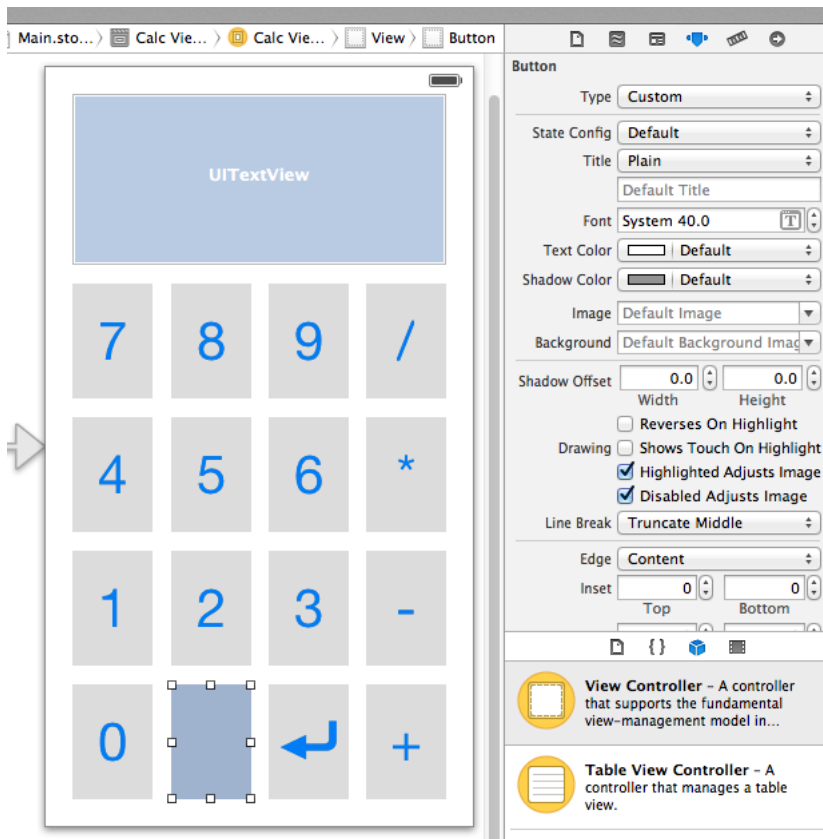 Main.sto... Calc Vie... Calc Vie... View Button
Button
Type Custom
State Config Default
Title Plain
Default Title
Font System 40.0 T
Text Color Default
Shadow Color Default
Image Default Image
Background Default Background Imag
Shadow Offset 0.0 0.0
Width Height
Reverses On Highlight
Drawing Shows Touch On Highlight
Highlighted Adjusts Image
Disabled Adjusts Image
Line Break Truncate Middle
Edge Content
Inset 0 0
Top Bottom
{}
View Controller – A controller
that supports the fundamental
view-management model in...
Table View Controller – A
controller that manages a table
view.
UITextView
7 8 9 /
4 5 6 *
1 2 3 -
0 +